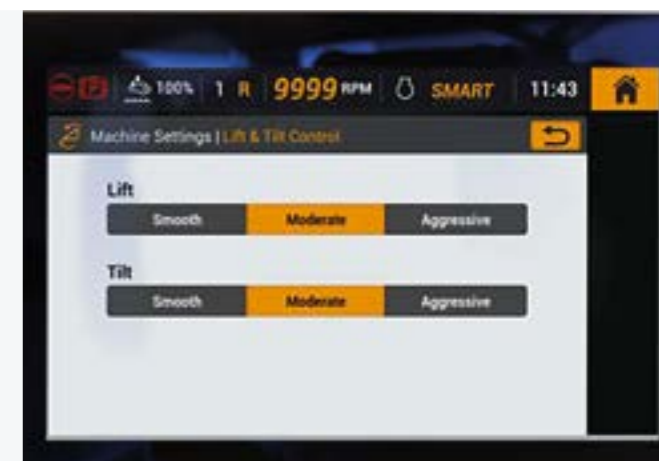 P 100% 1 R 9999 RPM SMART 11:43
Machine Settings | Lift & Tilt Control
Lift
Smooth Moderate Aggressive
Tilt
Smooth Moderate Aggressive